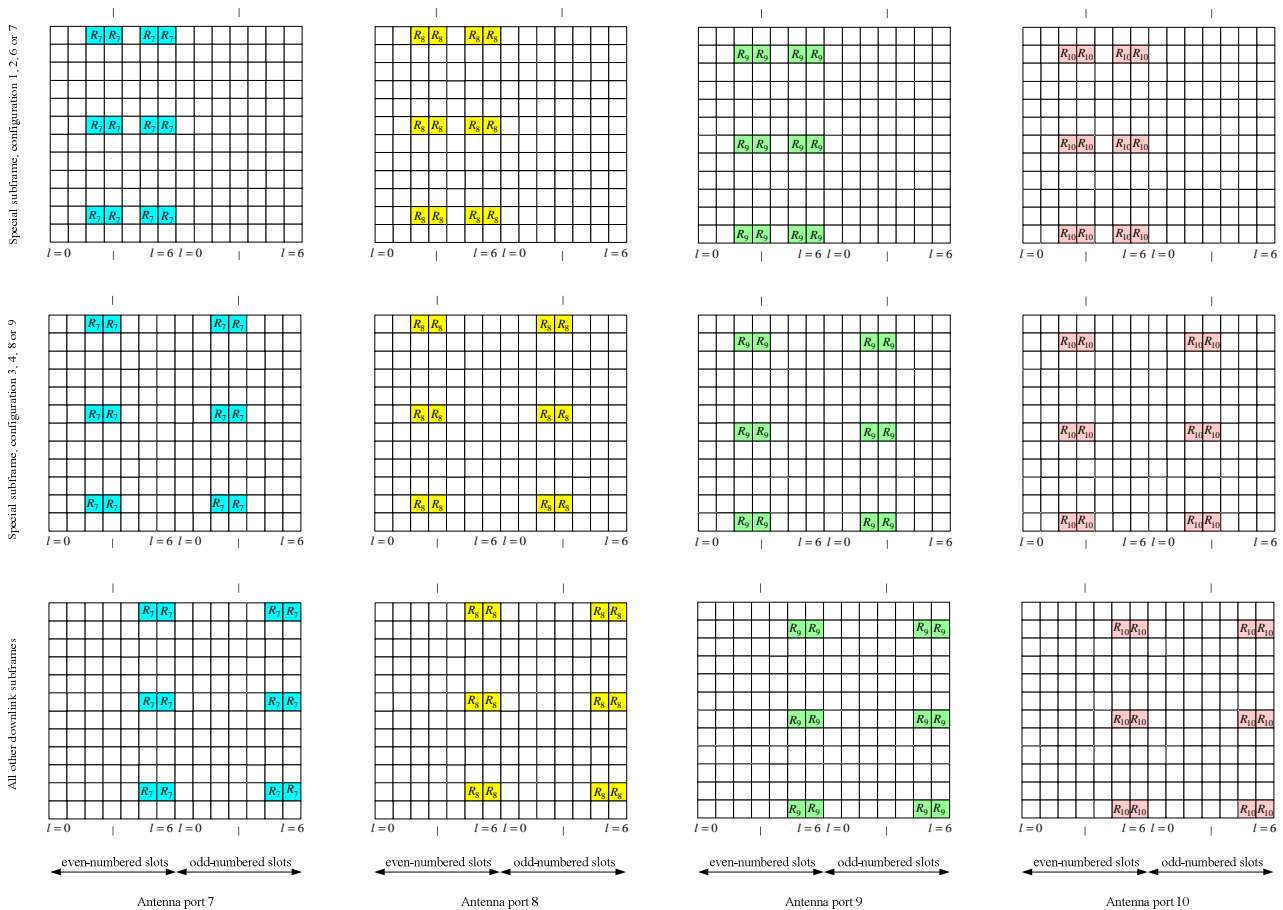 Special subframe, configuration 1, 2, 6 or 7
R7 R7 R7 R7 R8 R8 R8 R8
R9 R9 R9 R9 R10 R10 R10 R10
R7 R7 R7 R7 R8 R8 R8 R8
R9 R9 R9 R9 R10 R10 R10 R10
R7 R7 R7 R7 R8 R8 R8 R8
R9 R9 R9 R9 R10 R10 R10 R10
l = 0 l = 6 l = 0 l = 6 l = 0 l = 6 l = 0 l = 6 l = 0 l = 6 l = 0 l = 6 l = 0 l = 6 l = 0 l = 6
Special subframe, configuration 3, 4, 8 or 9
R7 R7 R7 R7 R8 R8 R8 R8
R9 R9 R9 R9 R10 R10 R10 R10
R7 R7 R7 R7 R8 R8 R8 R8
R9 R9 R9 R9 R10 R10 R10 R10
R7 R7 R7 R7 R8 R8 R8 R8
R9 R9 R9 R9 R10 R10 R10 R10
l = 0 l = 6 l = 0 l = 6 l = 0 l = 6 l = 0 l = 6 l = 0 l = 6 l = 0 l = 6 l = 0 l = 6 l = 0 l = 6
All other downlink subframes
R7 R7 R7 R7 R8 R8 R8 R8
R9 R9 R9 R9 R10 R10 R10 R10
R7 R7 R7 R7 R8 R8 R8 R8
R9 R9 R9 R9 R10 R10 R10 R10
R7 R7 R7 R7 R8 R8 R8 R8
R9 R9 R9 R9 R10 R10 R10 R10
l = 0 l = 6 l = 0 l = 6 l = 0 l = 6 l = 0 l = 6 l = 0 l = 6 l = 0 l = 6 l = 0 l = 6 l = 0 l = 6
even-numbered slots odd-numbered slots even-numbered slots odd-numbered slots even-numbered slots odd-numbered slots even-numbered slots odd-numbered slots
Antenna port 7 Antenna port 8 Antenna port 9 Antenna port 10